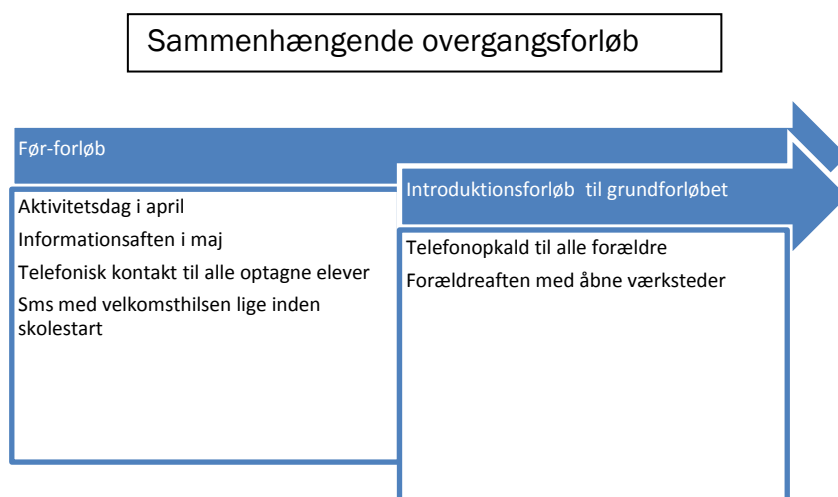 Sammenhængende overgangsforløb
Før-forløb
Aktivitetsdag i april
Informationsaften i maj
Telefonisk kontakt til alle optagne elever
Sms med velkomsthilsen lige inden
skolestart
Introduktionsforløb til grundforløbet
Telefonopkald til alle forældre
Forældreaften med åbne værksteder